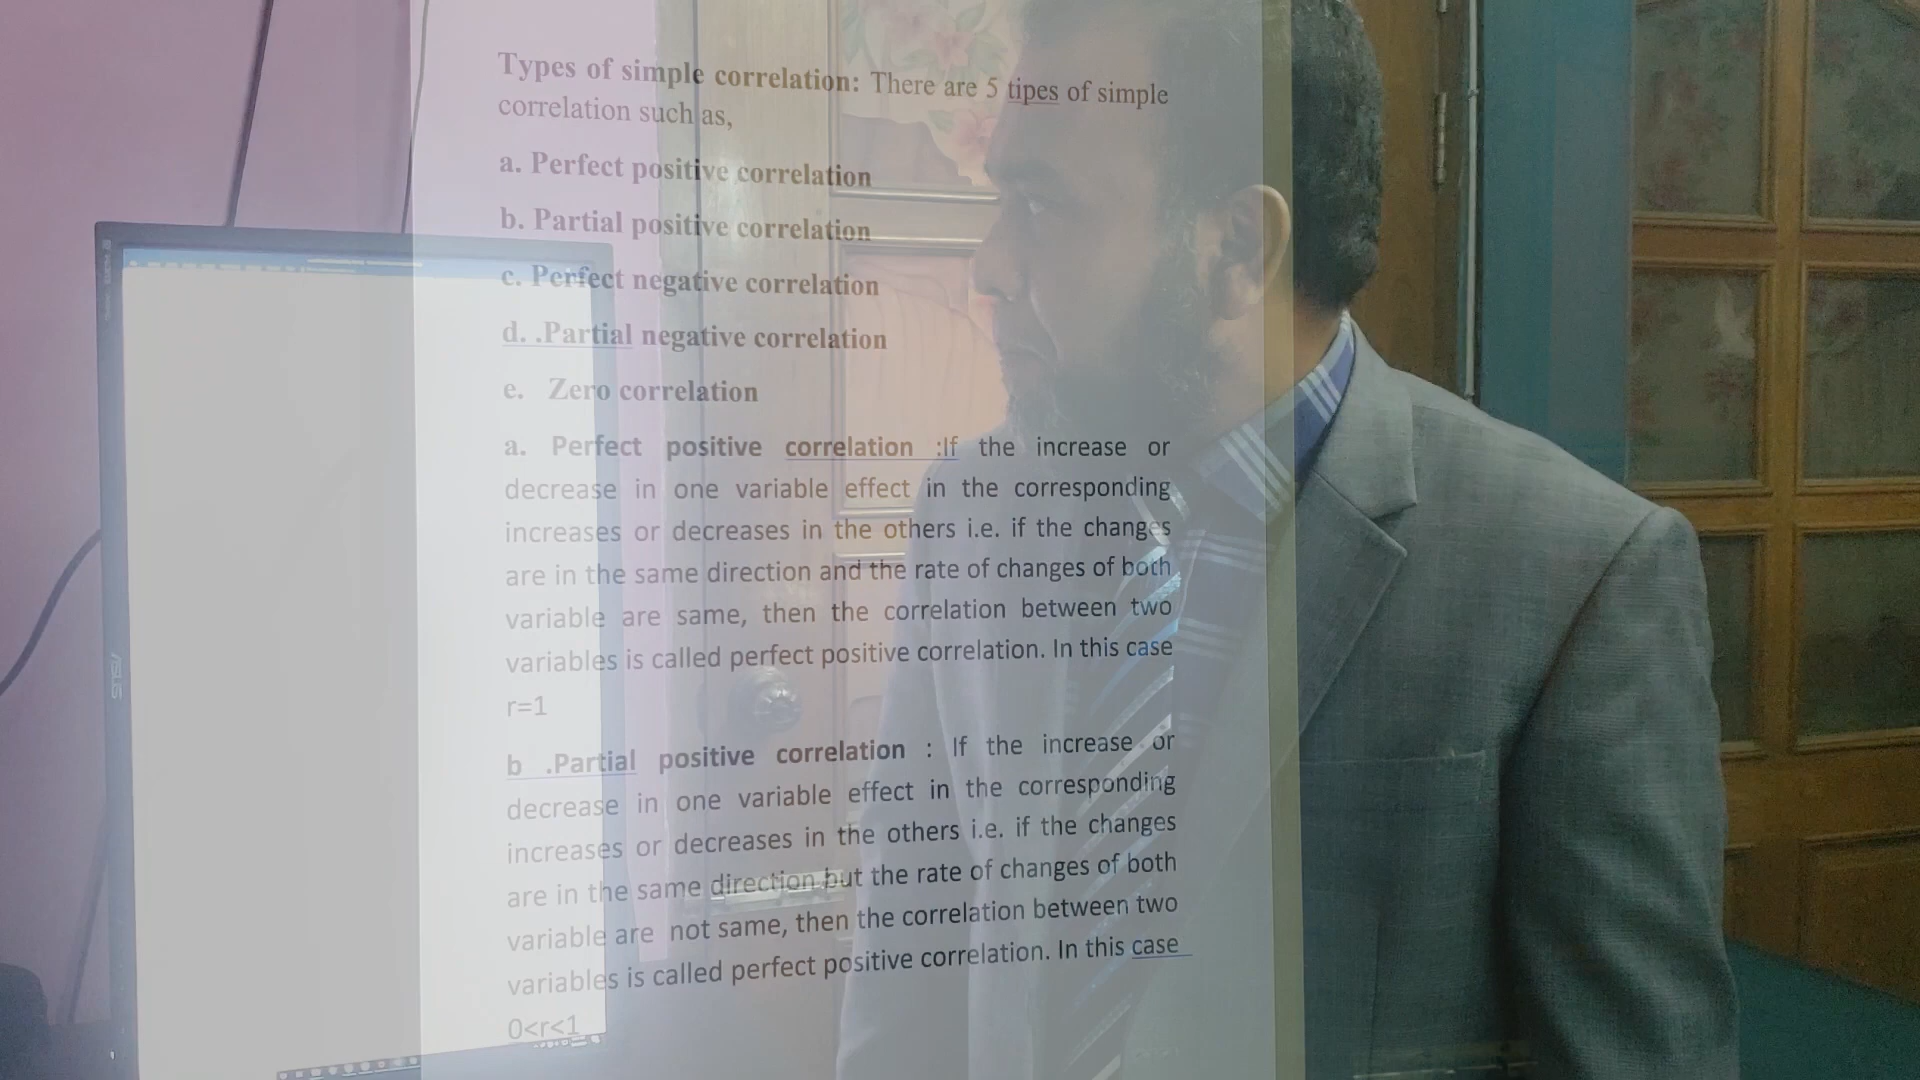 Types of simple correlation: There are 5 tipes of simple
correlation such as,
a. Perfect positive correlation
b. Partial positive correlation
c. Perfect negative correlation
d. .Partial negative correlation
e. Zero correlation
a. Perfect positive correlation :If the increase or
decrease in one variable effect in the corresponding
increases or decreases in the others i.e. if the changes
are in the same direction and the rate of changes of both
variable are same, then the correlation between two
variables is called perfect positive correlation. In this case
r=1
b .Partial positive correlation : If the increase or
decrease in one variable effect in the corresponding
increases or decreases in the others i.e. if the changes
are in the same direction but the rate of changes of both
variable are not same, then the correlation between two
variables is called perfect positive correlation. In this case
0<r<1
ASUS